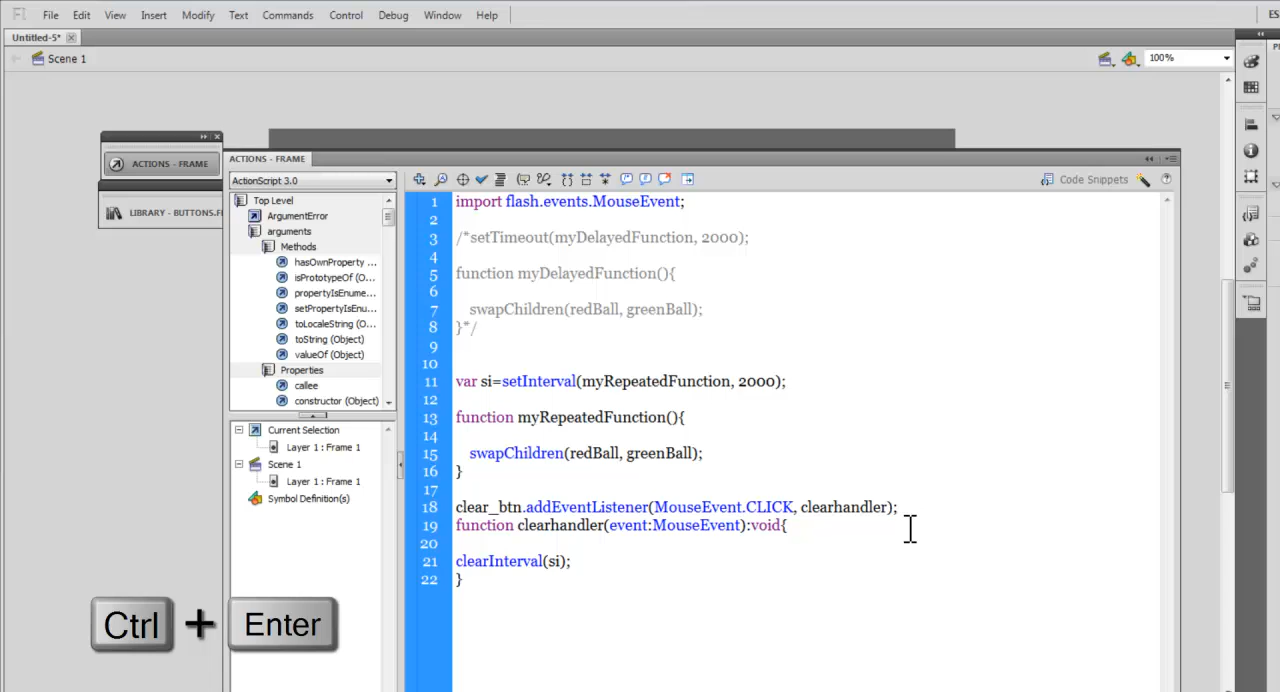 Fl File Edit View Insert Modify Text Commands Control Debug Window Help
Untitled-5*
Scene 1
100%
ACTIONS - FRAME
LIBRARY - BUTTONS.F
ACTIONS - FRAME
ActionScript 3.0
Code Snippets
Top Level
ArgumentError
arguments
Methods
hasOwnProperty ...
isPrototypeOf (O...
propertyIsEnume...
setPropertyIsEnu...
toLocaleString (O...
toString (Object)
valueOf (Object)
Properties
callee
constructor (Object)
Current Selection
Layer 1 : Frame 1
Scene 1
Layer 1 : Frame 1
Symbol Definition(s)
1 import flash.events.MouseEvent;
2
3 /*setTimeout(myDelayedFunction, 2000);
4
5 function myDelayedFunction(){
6
7 swapChildren(redBall, greenBall);
8 }*/
9
10
11 var si=setInterval(myRepeatedFunction, 2000);
12
13 function myRepeatedFunction(){
14
15 swapChildren(redBall, greenBall);
16 }
17
18 clear_btn.addEventListener(MouseEvent.CLICK, clearhandler);
19 function clearhandler(event:MouseEvent):void{
20
21 clearInterval(si);
22 }
Ctrl + Enter